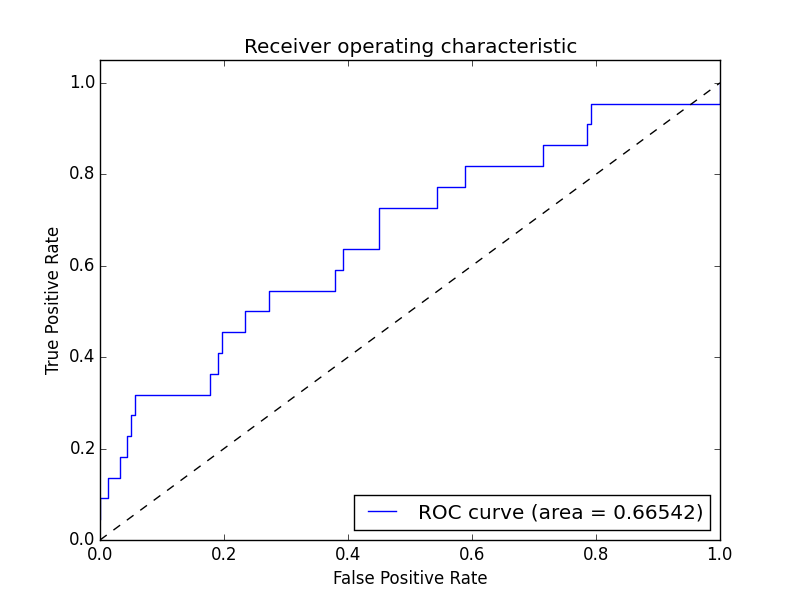 Receiver operating characteristic
1.0
0.8
0.6
0.4
0.2
0.0
True Positive Rate
ROC curve (area = 0.66542)
0.0 0.2 0.4 0.6 0.8 1.0
False Positive Rate